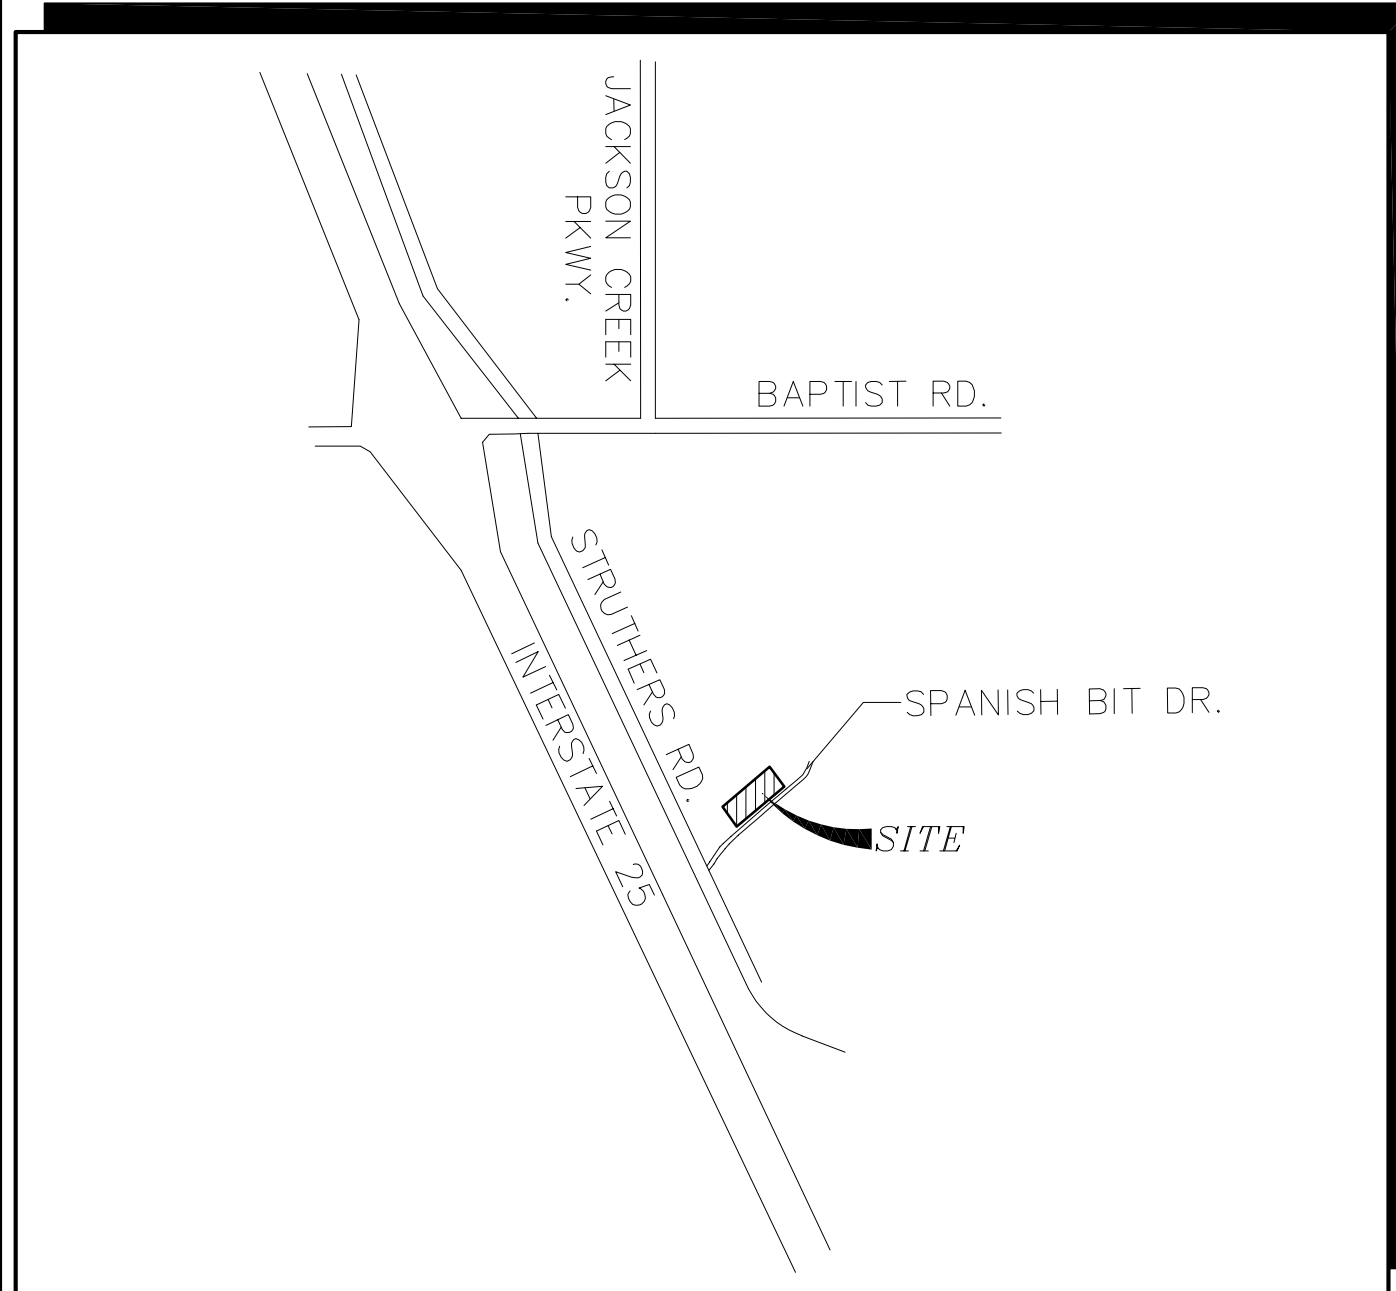 JACKSON CREEK
PKWY.
BAPTIST RD.
STRUTHERS RD.
INTERSTATE 25
SPANISH BIT DR.
SITE